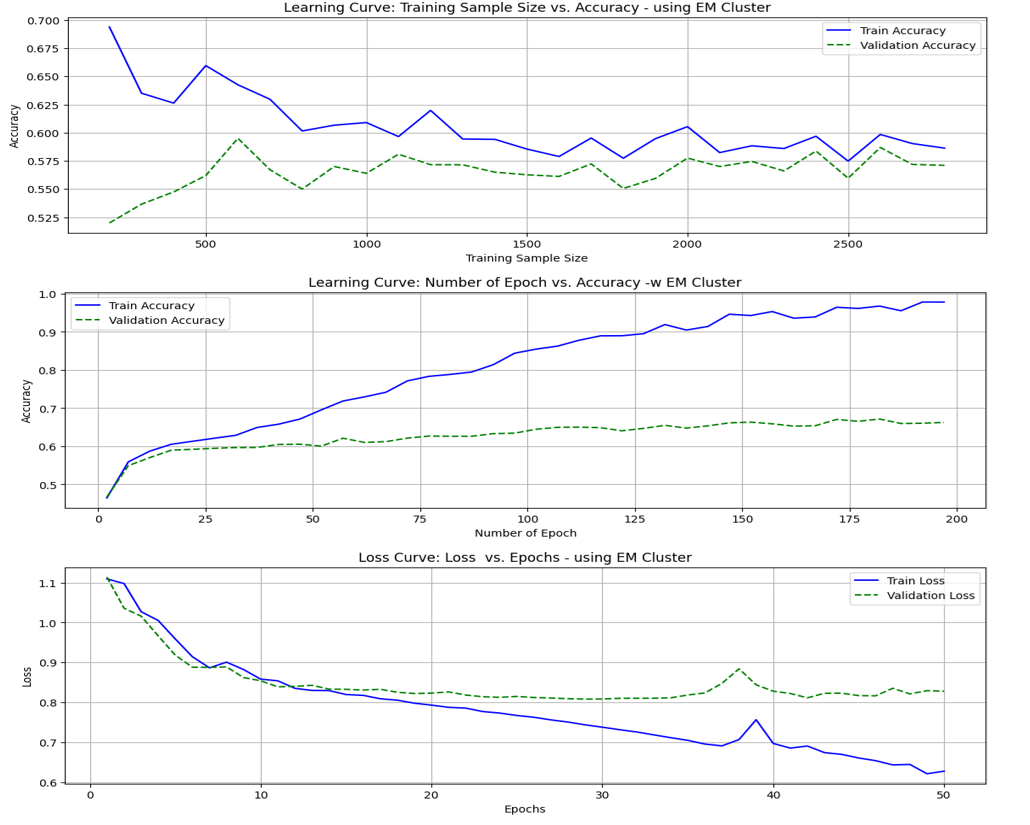 Learning Curve: Training Sample Size vs. Accuracy - using EM Cluster
0.700
0.675
0.650
0.625
0.600
0.575
0.550
0.525
Accuracy
Train Accuracy
Validation Accuracy
500
1000
1500
2000
2500
Training Sample Size
Learning Curve: Number of Epoch vs. Accuracy -w EM Cluster
1.0
0.9
0.8
0.7
0.6
0.5
Accuracy
Train Accuracy
Validation Accuracy
0
25
50
75
100
125
150
175
200
Number of Epoch
Loss Curve: Loss  vs. Epochs - using EM Cluster
1.1
1.0
0.9
0.8
0.7
0.6
Loss
Train Loss
Validation Loss
0
10
20
30
40
50
Epochs